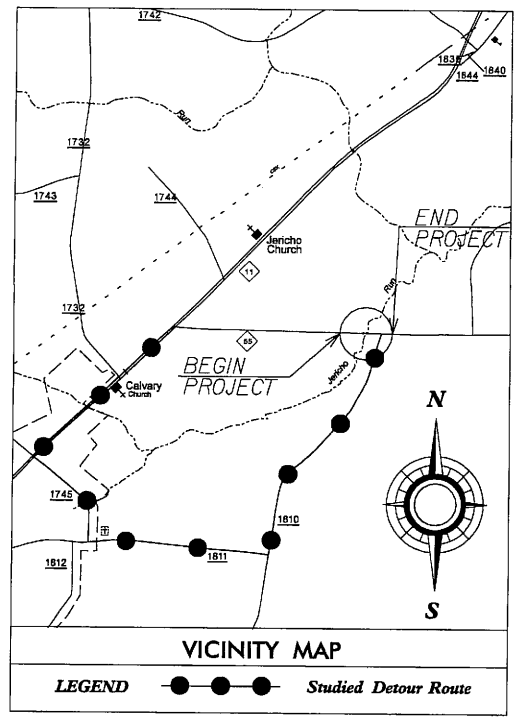 1742
1836
1840
1844
Run
1732
CSX
1743
1744
END
PROJECT
Jericho
Church
11
Run
1732
55
BEGIN
PROJECT
Jericho
Calvary
Church
N
1745
1810
1811
1812
S
VICINITY MAP
LEGEND
Studied Detour Route